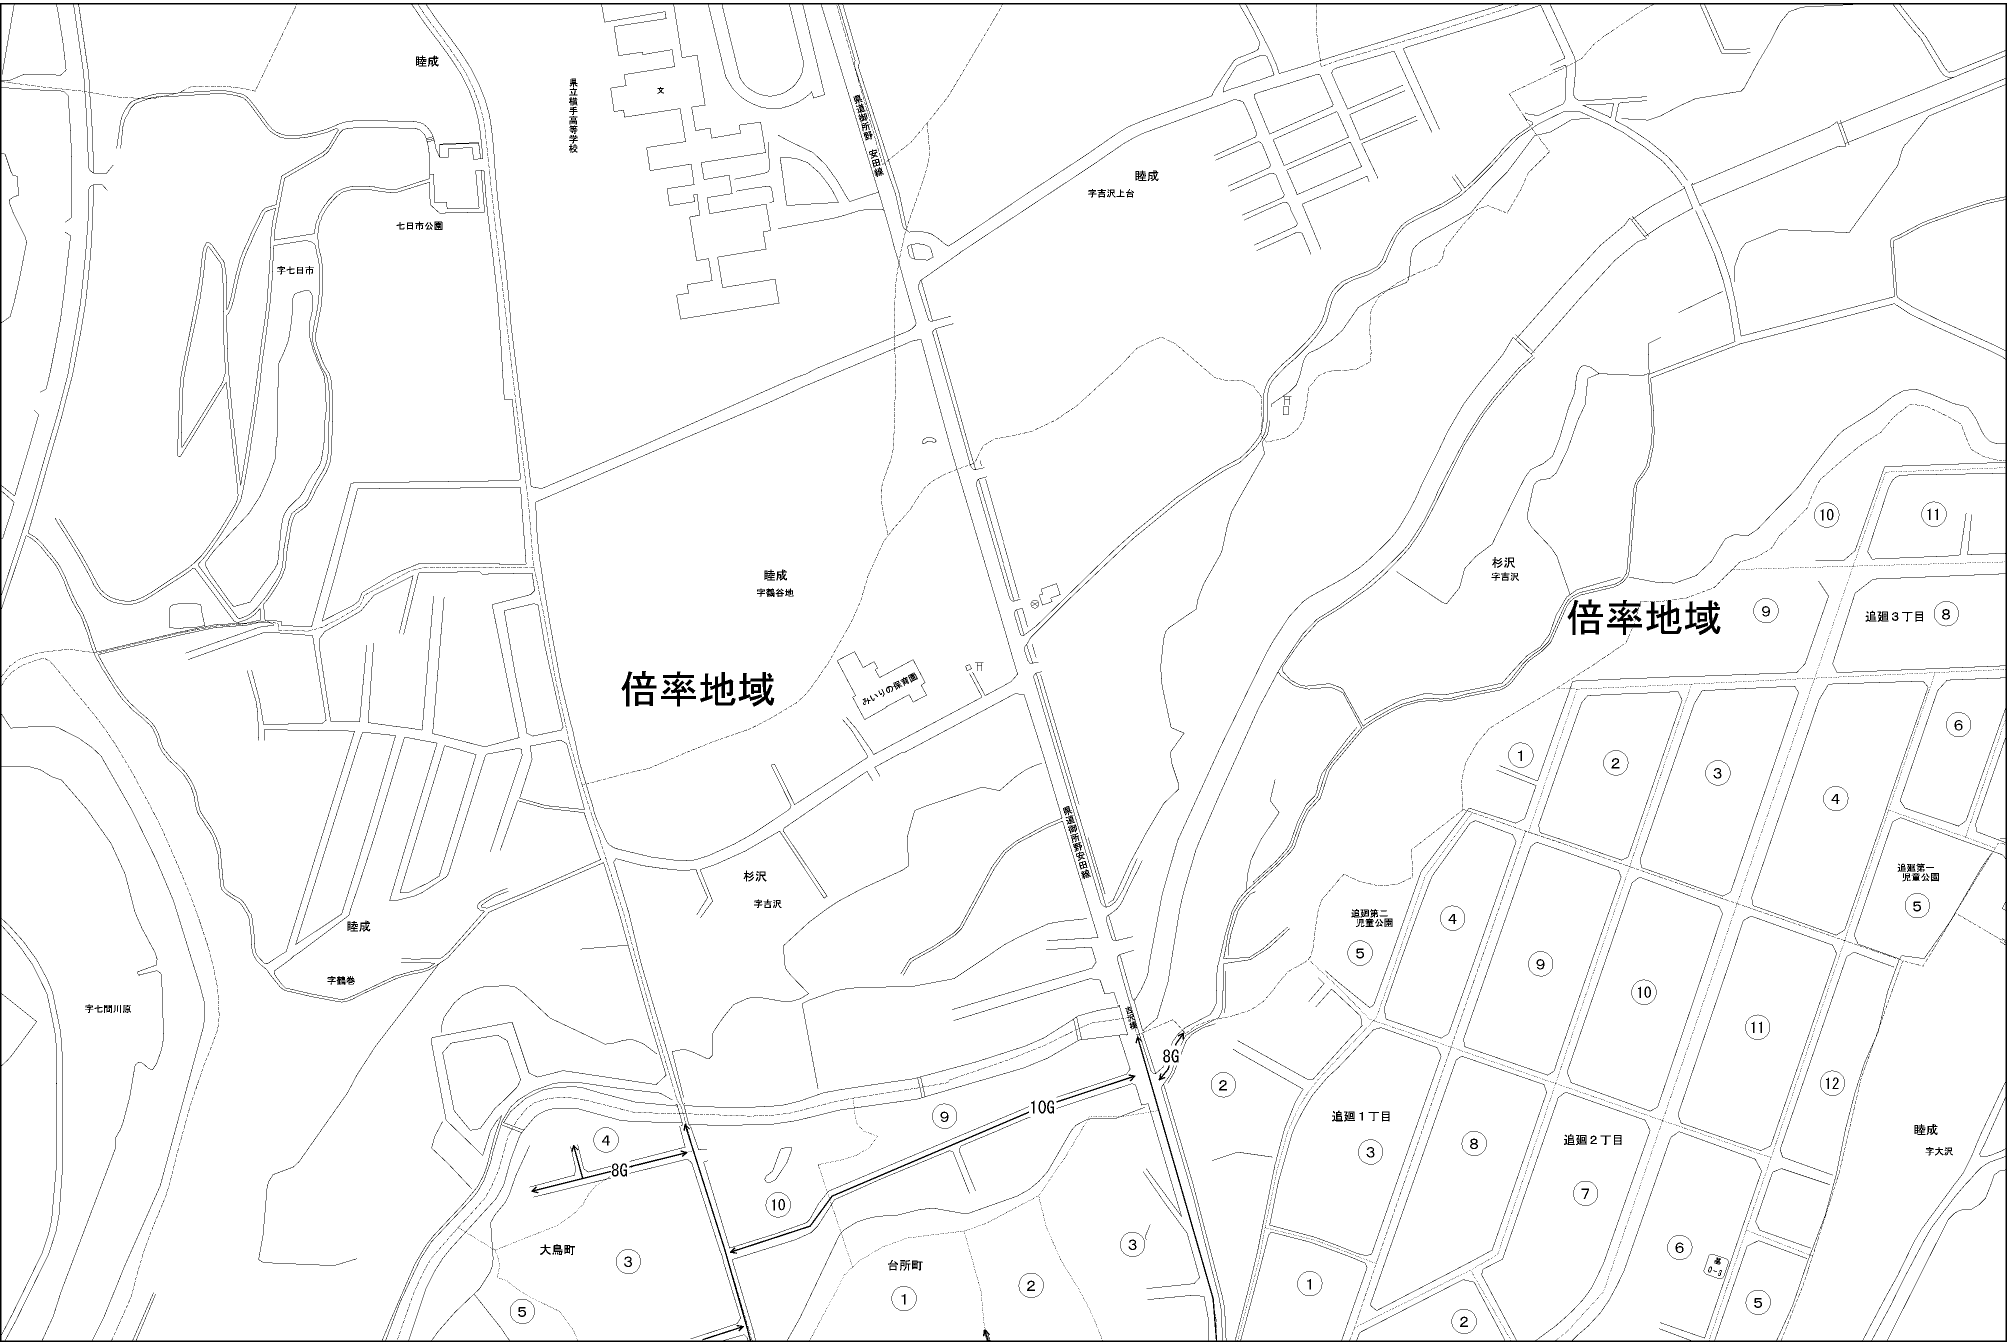 睦成
県立横手高等学校
文
県道御所野 安田線
睦成
字吉沢上台
七日市公園
字七日市
⑩
⑪
杉沢
字吉沢
倍率地域
⑨
追廻3丁目
⑧
睦成
字鶴谷地
倍率地域
みいりの保育園
⑥
①
②
③
④
県道御所野安田線
杉沢
字吉沢
追廻第一
児童公園
⑤
追廻第二
児童公園
⑤
④
⑨
⑩
⑪
⑫
睦成
字鶴巻
字七間川原
吉沢橋
8G
10G
②
⑨
④
8G
追廻1丁目
③
⑧
追廻2丁目
⑦
睦成
字大沢
⑩
大鳥町
③
⑤
台所町
①
②
③
①
⑥
⑤
②